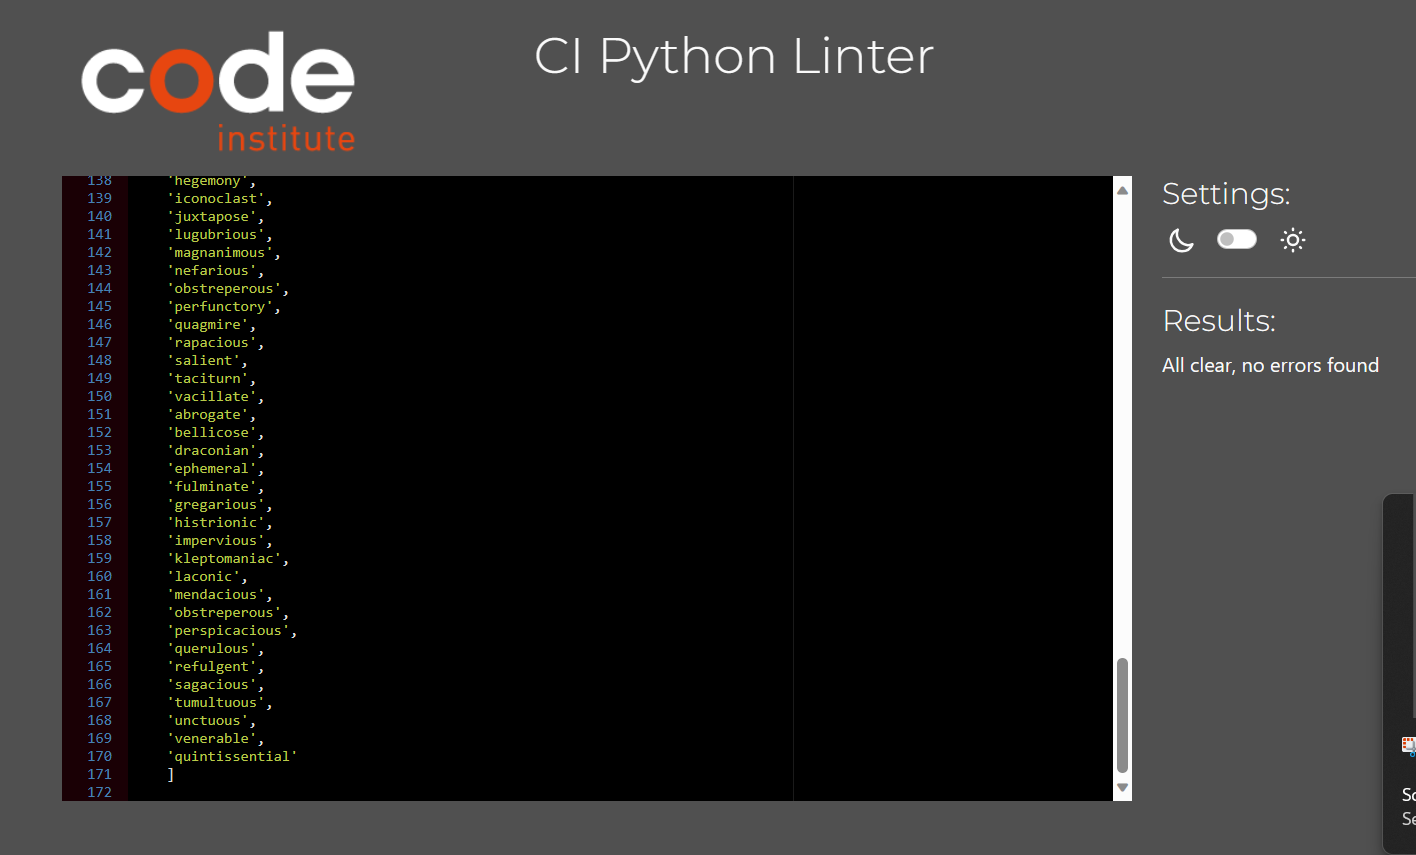 code
institute
CI Python Linter
138 'hegemony',
139 'iconoclast',
140 'juxtapose',
141 'lugubrious',
142 'magnanimous',
143 'nefarious',
144 'obstreperous',
145 'perfunctory',
146 'quagmire',
147 'rapacious',
148 'salient',
149 'taciturn',
150 'vacillate',
151 'abrogate',
152 'bellicose',
153 'draconian',
154 'ephemeral',
155 'fulminate',
156 'gregarious',
157 'histrionic',
158 'impervious',
159 'kleptomaniac',
160 'laconic',
161 'mendacious',
162 'obstreperous',
163 'perspicacious',
164 'querulous',
165 'refulgent',
166 'sagacious',
167 'tumultuous',
168 'unctuous',
169 'venerable',
170 'quintissential'
171 ]
172
Settings:
Results:
All clear, no errors found